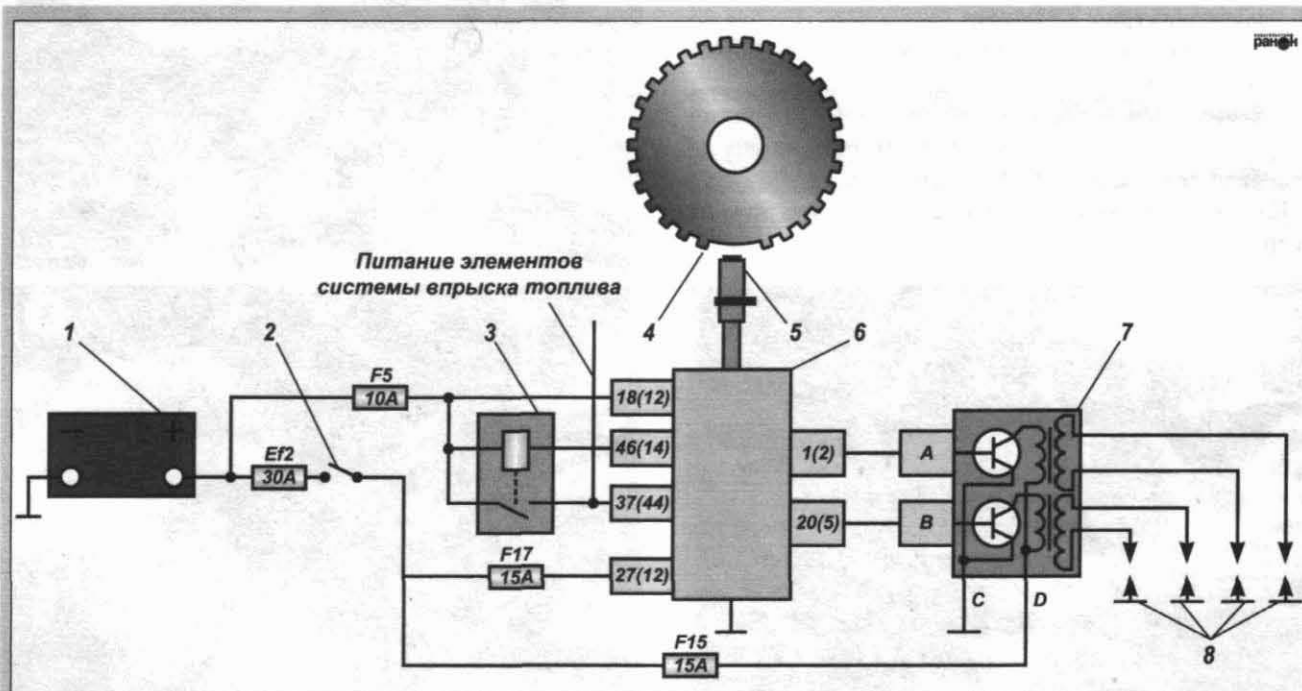 ранок
Питание элементов
системы впрыска топлива
1
2
3
4
5
6
7
F5
10A
18(12)
46(14)
1(2)
A
Ef2
30A
37(44)
20(5)
B
F17
15A
27(12)
C
D
F15
15A
8
− +